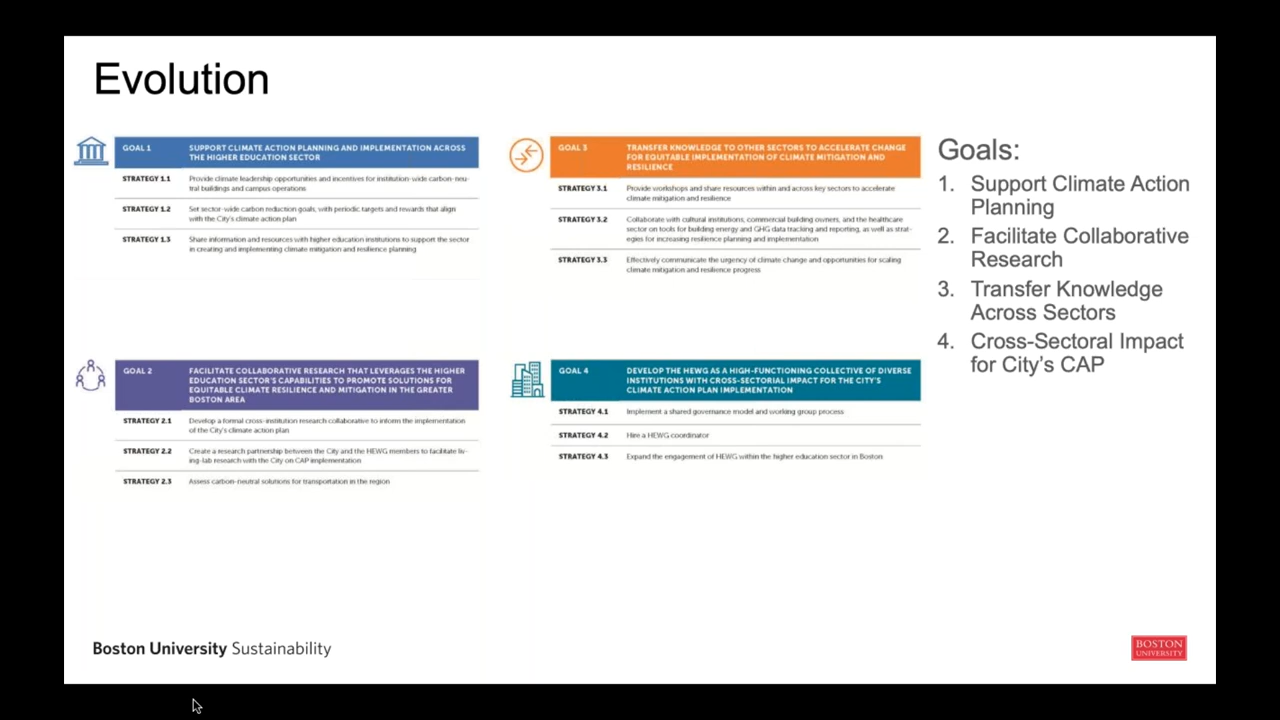 Evolution
GOAL 1
SUPPORT CLIMATE ACTION PLANNING AND IMPLEMENTATION ACROSS
THE HIGHER EDUCATION SECTOR
STRATEGY 1.1
Provide climate leadership opportunities and incentives for institution-wide carbon-neu-
tral buildings and campus operations
STRATEGY 1.2
Set sector-wide carbon reduction goals, with periodic targets and rewards that align
with the City's climate action plan
STRATEGY 1.3
Share information and resources with higher education institutions to support the sector
in creating and implementing climate mitigation and resilience planning
GOAL 2
FACILITATE COLLABORATIVE RESEARCH THAT LEVERAGES THE HIGHER
EDUCATION SECTOR'S CAPABILITIES TO PROMOTE SOLUTIONS FOR
EQUITABLE CLIMATE RESILIENCE AND MITIGATION IN THE GREATER
BOSTON AREA
STRATEGY 2.1
Develop a formal cross-institution research collaborative to inform the implementation
of the City's climate action plan
STRATEGY 2.2
Create a research partnership between the City and the HEWG members to facilitate liv-
ing-lab research with the City on CAP implementation
STRATEGY 2.3
Assess carbon-neutral solutions for transportation in the region
GOAL 3
TRANSFER KNOWLEDGE TO OTHER SECTORS TO ACCELERATE CHANGE
FOR EQUITABLE IMPLEMENTATION OF CLIMATE MITIGATION AND
RESILIENCE
STRATEGY 3.1
Provide workshops and share resources within and across key sectors to accelerate
climate mitigation and resilience
STRATEGY 3.2
Collaborate with cultural institutions, commercial building owners, and the healthcare
sector on tools for building energy and GHG data tracking and reporting, as well as strat-
egies for increasing resilience planning and implementation
STRATEGY 3.3
Effectively communicate the urgency of climate change and opportunities for scaling
climate mitigation and resilience progress
GOAL 4
DEVELOP THE HEWG AS A HIGH-FUNCTIONING COLLECTIVE OF DIVERSE
INSTITUTIONS WITH CROSS-SECTORIAL IMPACT FOR THE CITY'S
CLIMATE ACTION PLAN IMPLEMENTATION
STRATEGY 4.1
Implement a shared governance model and working group process
STRATEGY 4.2
Hire a HEWG coordinator
STRATEGY 4.3
Expand the engagement of HEWG within the higher education sector in Boston
Goals:
1. Support Climate Action
Planning
2. Facilitate Collaborative
Research
3. Transfer Knowledge
Across Sectors
4. Cross-Sectoral Impact
for City's CAP
Boston University Sustainability
BOSTON
UNIVERSITY